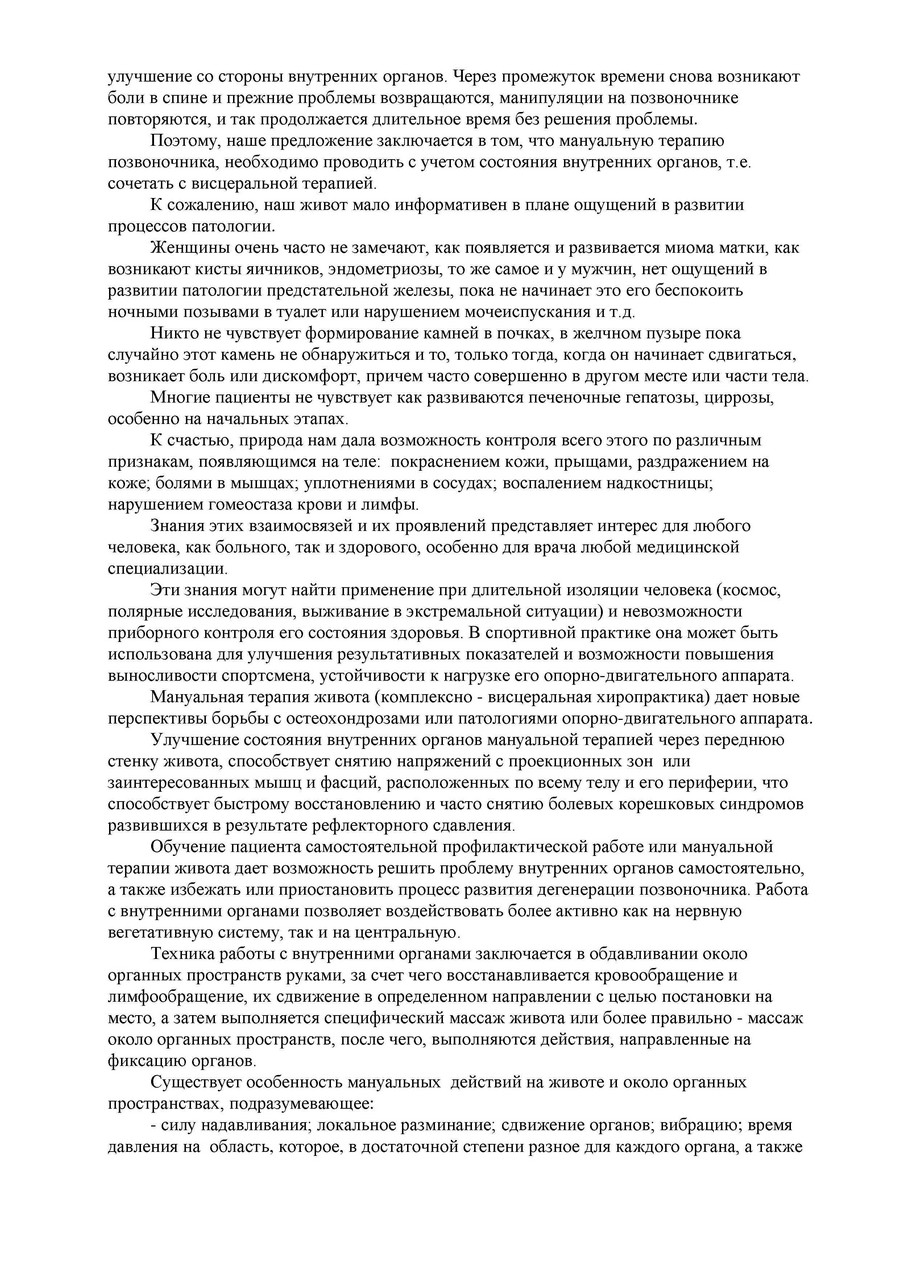 улучшение со стороны внутренних органов. Через промежуток времени снова возникают
боли в спине и прежние проблемы возвращаются, манипуляции на позвоночнике
повторяются, и так продолжается длительное время без решения проблемы.
Поэтому, наше предложение заключается в том, что мануальную терапию
позвоночника, необходимо проводить с учетом состояния внутренних органов, т.е.
сочетать с висцеральной терапией.
К сожалению, наш живот мало информативен в плане ощущений в развитии
процессов патологии.
Женщины очень часто не замечают, как появляется и развивается миома матки, как
возникают кисты яичников, эндометриозы, то же самое и у мужчин, нет ощущений в
развитии патологии предстательной железы, пока не начинает это его беспокоить
ночными позывами в туалет или нарушением мочеиспускания и т.д.
Никто не чувствует формирование камней в почках, в желчном пузыре пока
случайно этот камень не обнаружиться и то, только тогда, когда он начинает сдвигаться,
возникает боль или дискомфорт, причем часто совершенно в другом месте или части тела.
Многие пациенты не чувствует как развиваются печеночные гепатозы, циррозы,
особенно на начальных этапах.
К счастью, природа нам дала возможность контроля всего этого по различным
признакам, появляющимся на теле:  покраснением кожи, прыщами, раздражением на
коже; болями в мышцах; уплотнениями в сосудах; воспалением надкостницы;
нарушением гомеостаза крови и лимфы.
Знания этих взаимосвязей и их проявлений представляет интерес для любого
человека, как больного, так и здорового, особенно для врача любой медицинской
специализации.
Эти знания могут найти применение при длительной изоляции человека (космос,
полярные исследования, выживание в экстремальной ситуации) и невозможности
приборного контроля его состояния здоровья. В спортивной практике она может быть
использована для улучшения результативных показателей и возможности повышения
выносливости спортсмена, устойчивости к нагрузке его опорно-двигательного аппарата.
Мануальная терапия живота (комплексно - висцеральная хиропрактика) дает новые
перспективы борьбы с остеохондрозами или патологиями опорно-двигательного аппарата.
Улучшение состояния внутренних органов мануальной терапией через переднюю
стенку живота, способствует снятию напряжений с проекционных зон  или
заинтересованных мышц и фасций, расположенных по всему телу и его периферии, что
способствует быстрому восстановлению и часто снятию болевых корешковых синдромов
развившихся в результате рефлекторного сдавления.
Обучение пациента самостоятельной профилактической работе или мануальной
терапии живота дает возможность решить проблему внутренних органов самостоятельно,
а также избежать или приостановить процесс развития дегенерации позвоночника. Работа
с внутренними органами позволяет воздействовать более активно как на нервную
вегетативную систему, так и на центральную.
Техника работы с внутренними органами заключается в обдавливании около
органных пространств руками, за счет чего восстанавливается кровообращение и
лимфообращение, их сдвижение в определенном направлении с целью постановки на
место, а затем выполняется специфический массаж живота или более правильно - массаж
около органных пространств, после чего, выполняются действия, направленные на
фиксацию органов.
Существует особенность мануальных  действий на животе и около органных
пространствах, подразумевающее:
- силу надавливания; локальное разминание; сдвижение органов; вибрацию; время
давления на  область, которое, в достаточной степени разное для каждого органа, а также